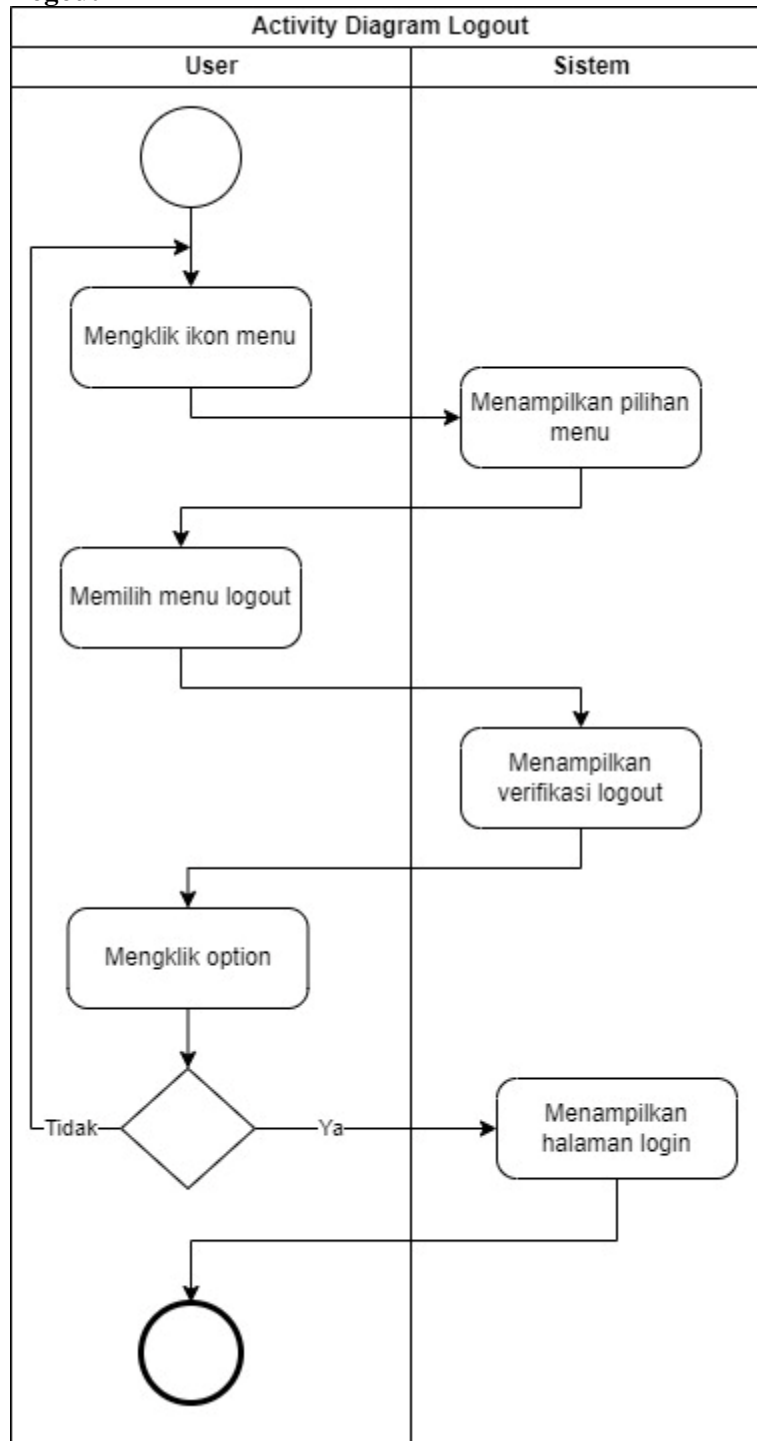 Activity Diagram Logout
User
Sistem
Mengklik ikon menu
Menampilkan pilihan
menu
Memilih menu logout
Menampilkan
verifikasi logout
Mengklik option
Tidak
Ya
Menampilkan
halaman login